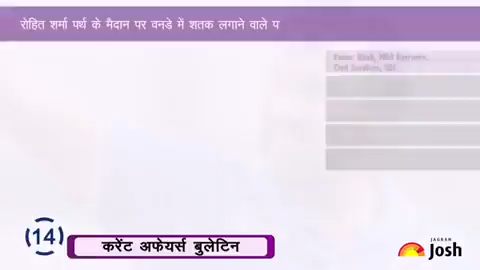 रोहित शर्मा पर्थ के मैदान पर वनडे में शतक लगाने वाले प
(14)
करेंट अफेयर्स बुलेटिन
JAGRAN
Josh